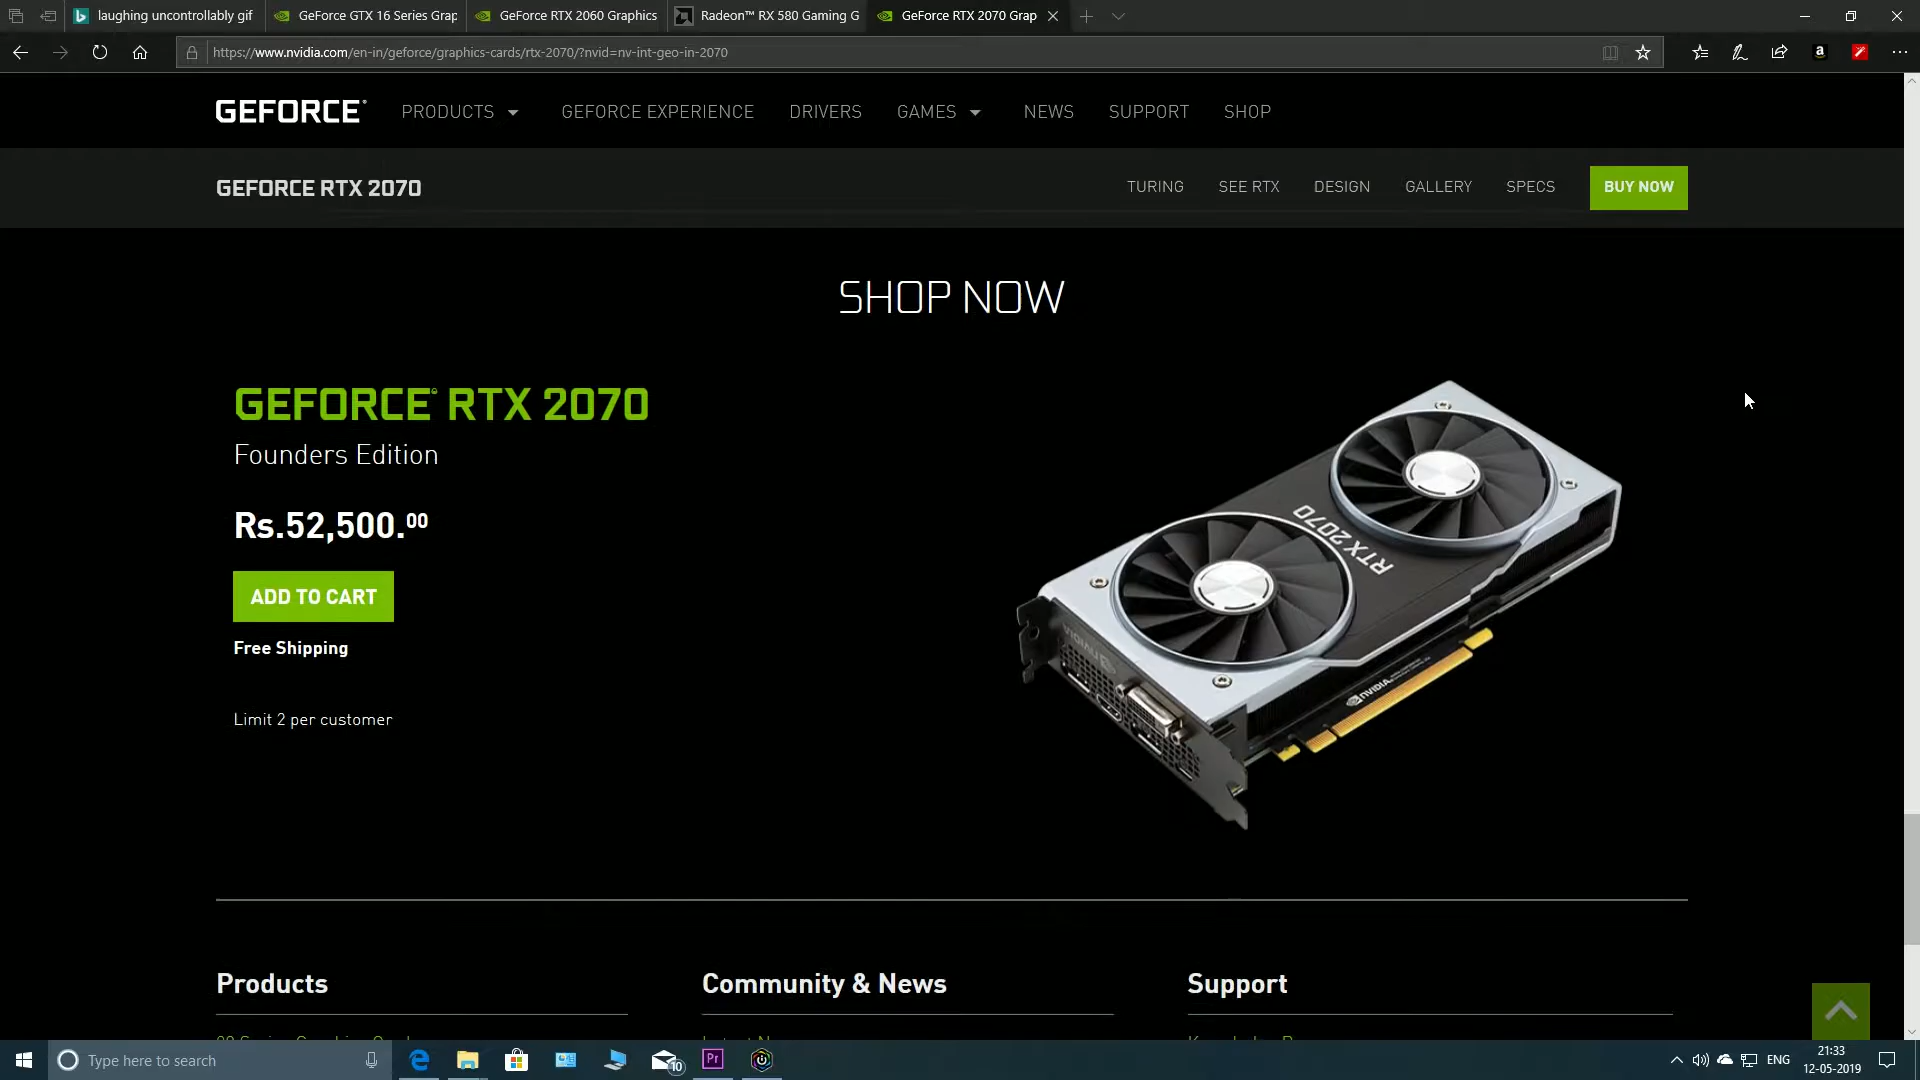 laughing uncontrollably gif
GeForce GTX 16 Series Grap
GeForce RTX 2060 Graphics
Radeon™ RX 580 Gaming G
GeForce RTX 2070 Grap
https://www.nvidia.com/en-in/geforce/graphics-cards/rtx-2070/?nvid=nv-int-geo-in-2070
GEFORCE® PRODUCTS GEFORCE EXPERIENCE DRIVERS GAMES NEWS SUPPORT SHOP
GEFORCE RTX 2070 TURING SEE RTX DESIGN GALLERY SPECS BUY NOW
SHOP NOW
GEFORCE® RTX 2070
Founders Edition
Rs.52,500.00
ADD TO CART
Free Shipping
Limit 2 per customer
RTX 2070
NVIDIA
NVIDIA
Products Community & News Support
Type here to search
Pr
10
ENG
21:33
12-05-2019